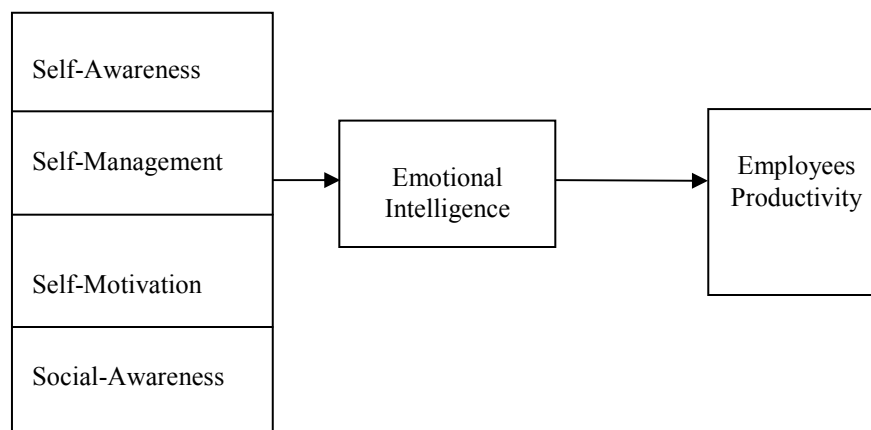 Self-Awareness
Self-Management
Self-Motivation
Social-Awareness
Emotional
Intelligence
Employees
Productivity